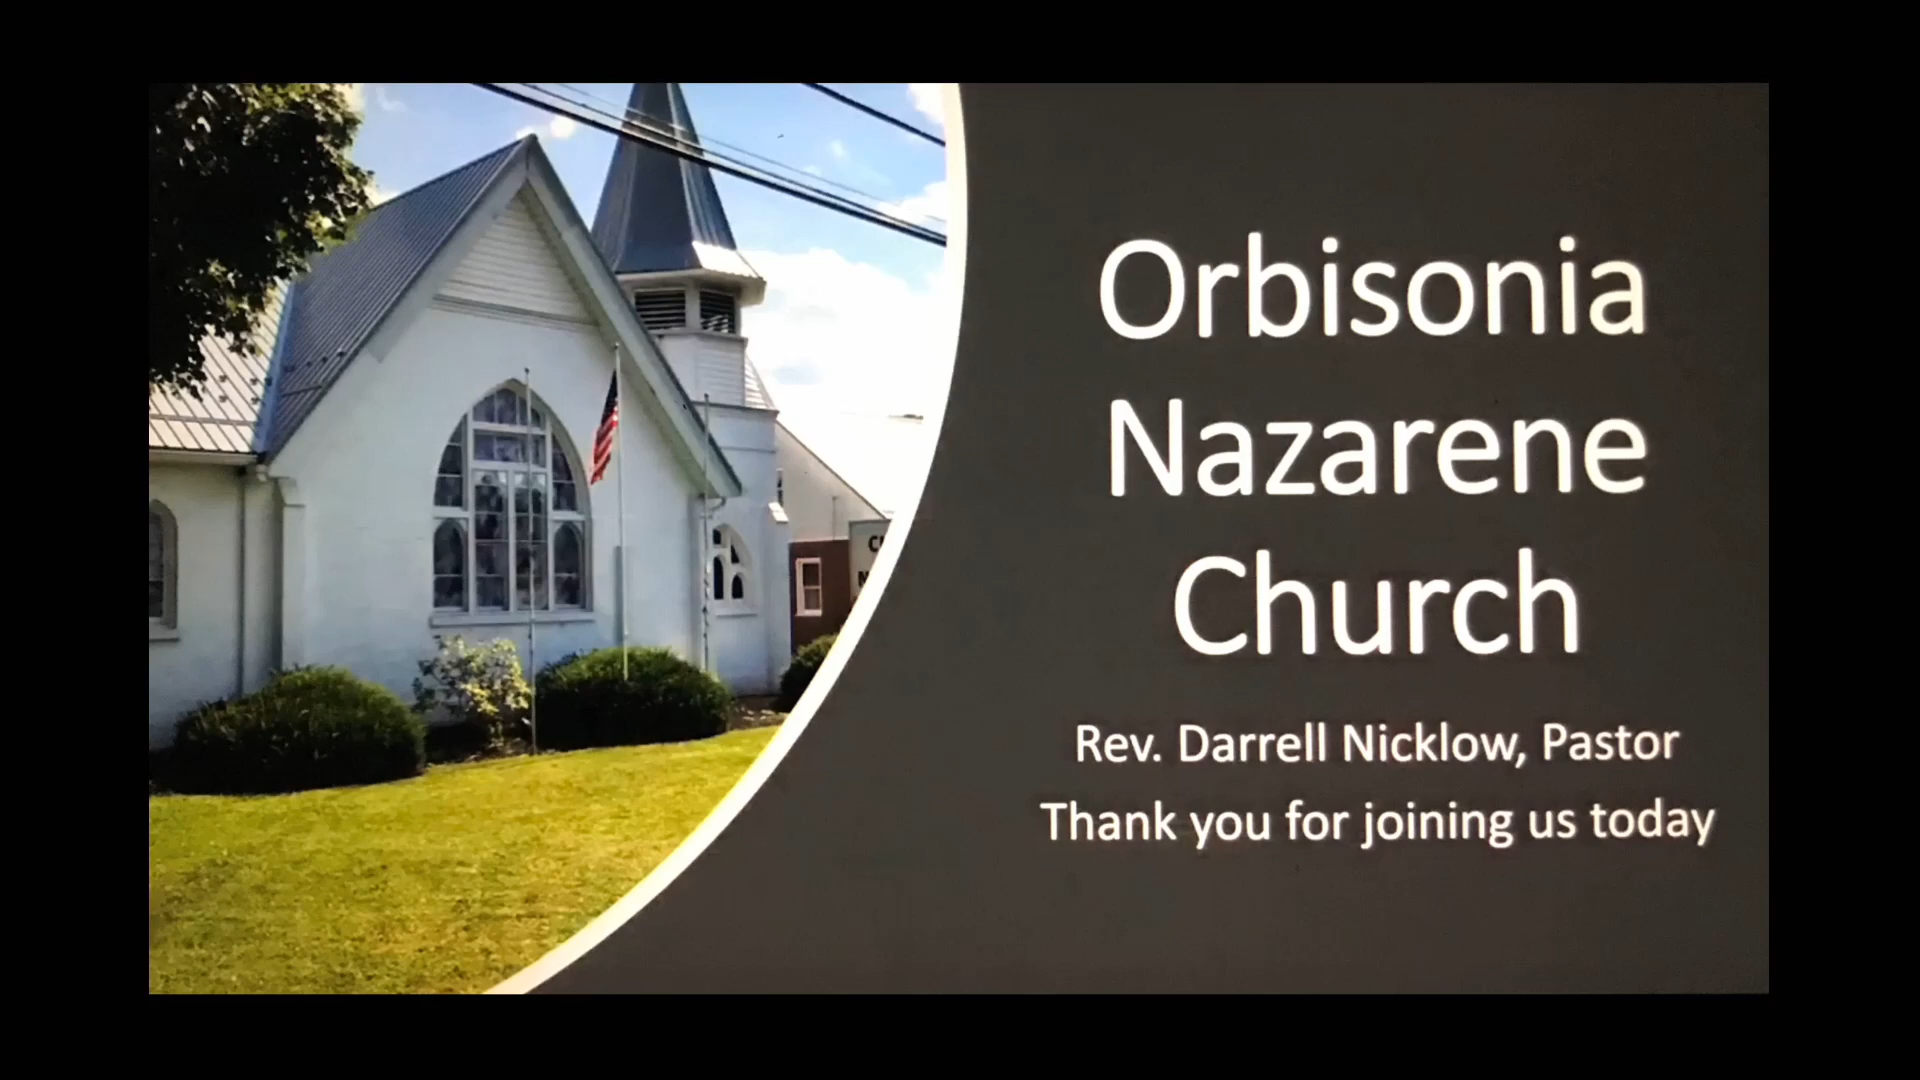 Orbisonia
Nazarene
Church
Rev. Darrell Nicklow, Pastor
Thank you for joining us today